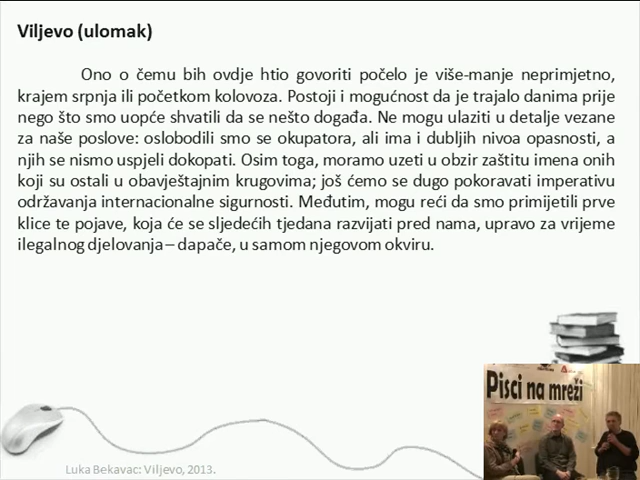 Viljevo (ulomak)
Ono o čemu bih ovdje htio govoriti počelo je više-manje neprimjetno,
krajem srpnja ili početkom kolovoza. Postoji i mogućnost da je trajalo danima prije
nego što smo uopće shvatili da se nešto događa. Ne mogu ulaziti u detalje vezane
za naše poslove: oslobodili smo se okupatora, ali ima i dubljih nivoa opasnosti, a
njih se nismo uspjeli dokopati. Osim toga, moramo uzeti u obzir zaštitu imena onih
koji su ostali u obavještajnim krugovima; još ćemo se dugo pokoravati imperativu
održavanja internacionalne sigurnosti. Međutim, mogu reći da smo primijetili prve
klice te pojave, koja će se sljedećih tjedana razvijati pred nama, upravo za vrijeme
ilegalnog djelovanja – dapače, u samom njegovom okviru.
Pisci na mreži
Luka Bekavac: Viljevo, 2013.